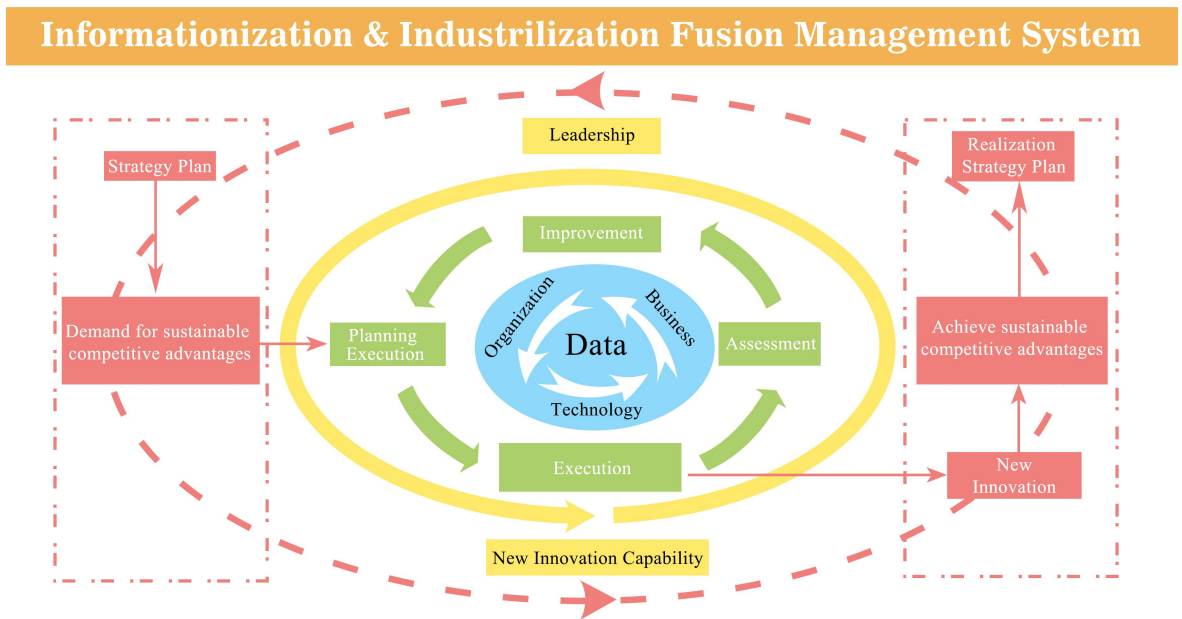 Informationization & Industrilization Fusion Management System
Leadership
Strategy Plan
Realization
Strategy Plan
Improvement
Organization
Business
Demand for sustainable
competitive advantages
Planning
Execution
Data
Assessment
Achieve sustainable
competitive advantages
Technology
Execution
New
Innovation
New Innovation Capability